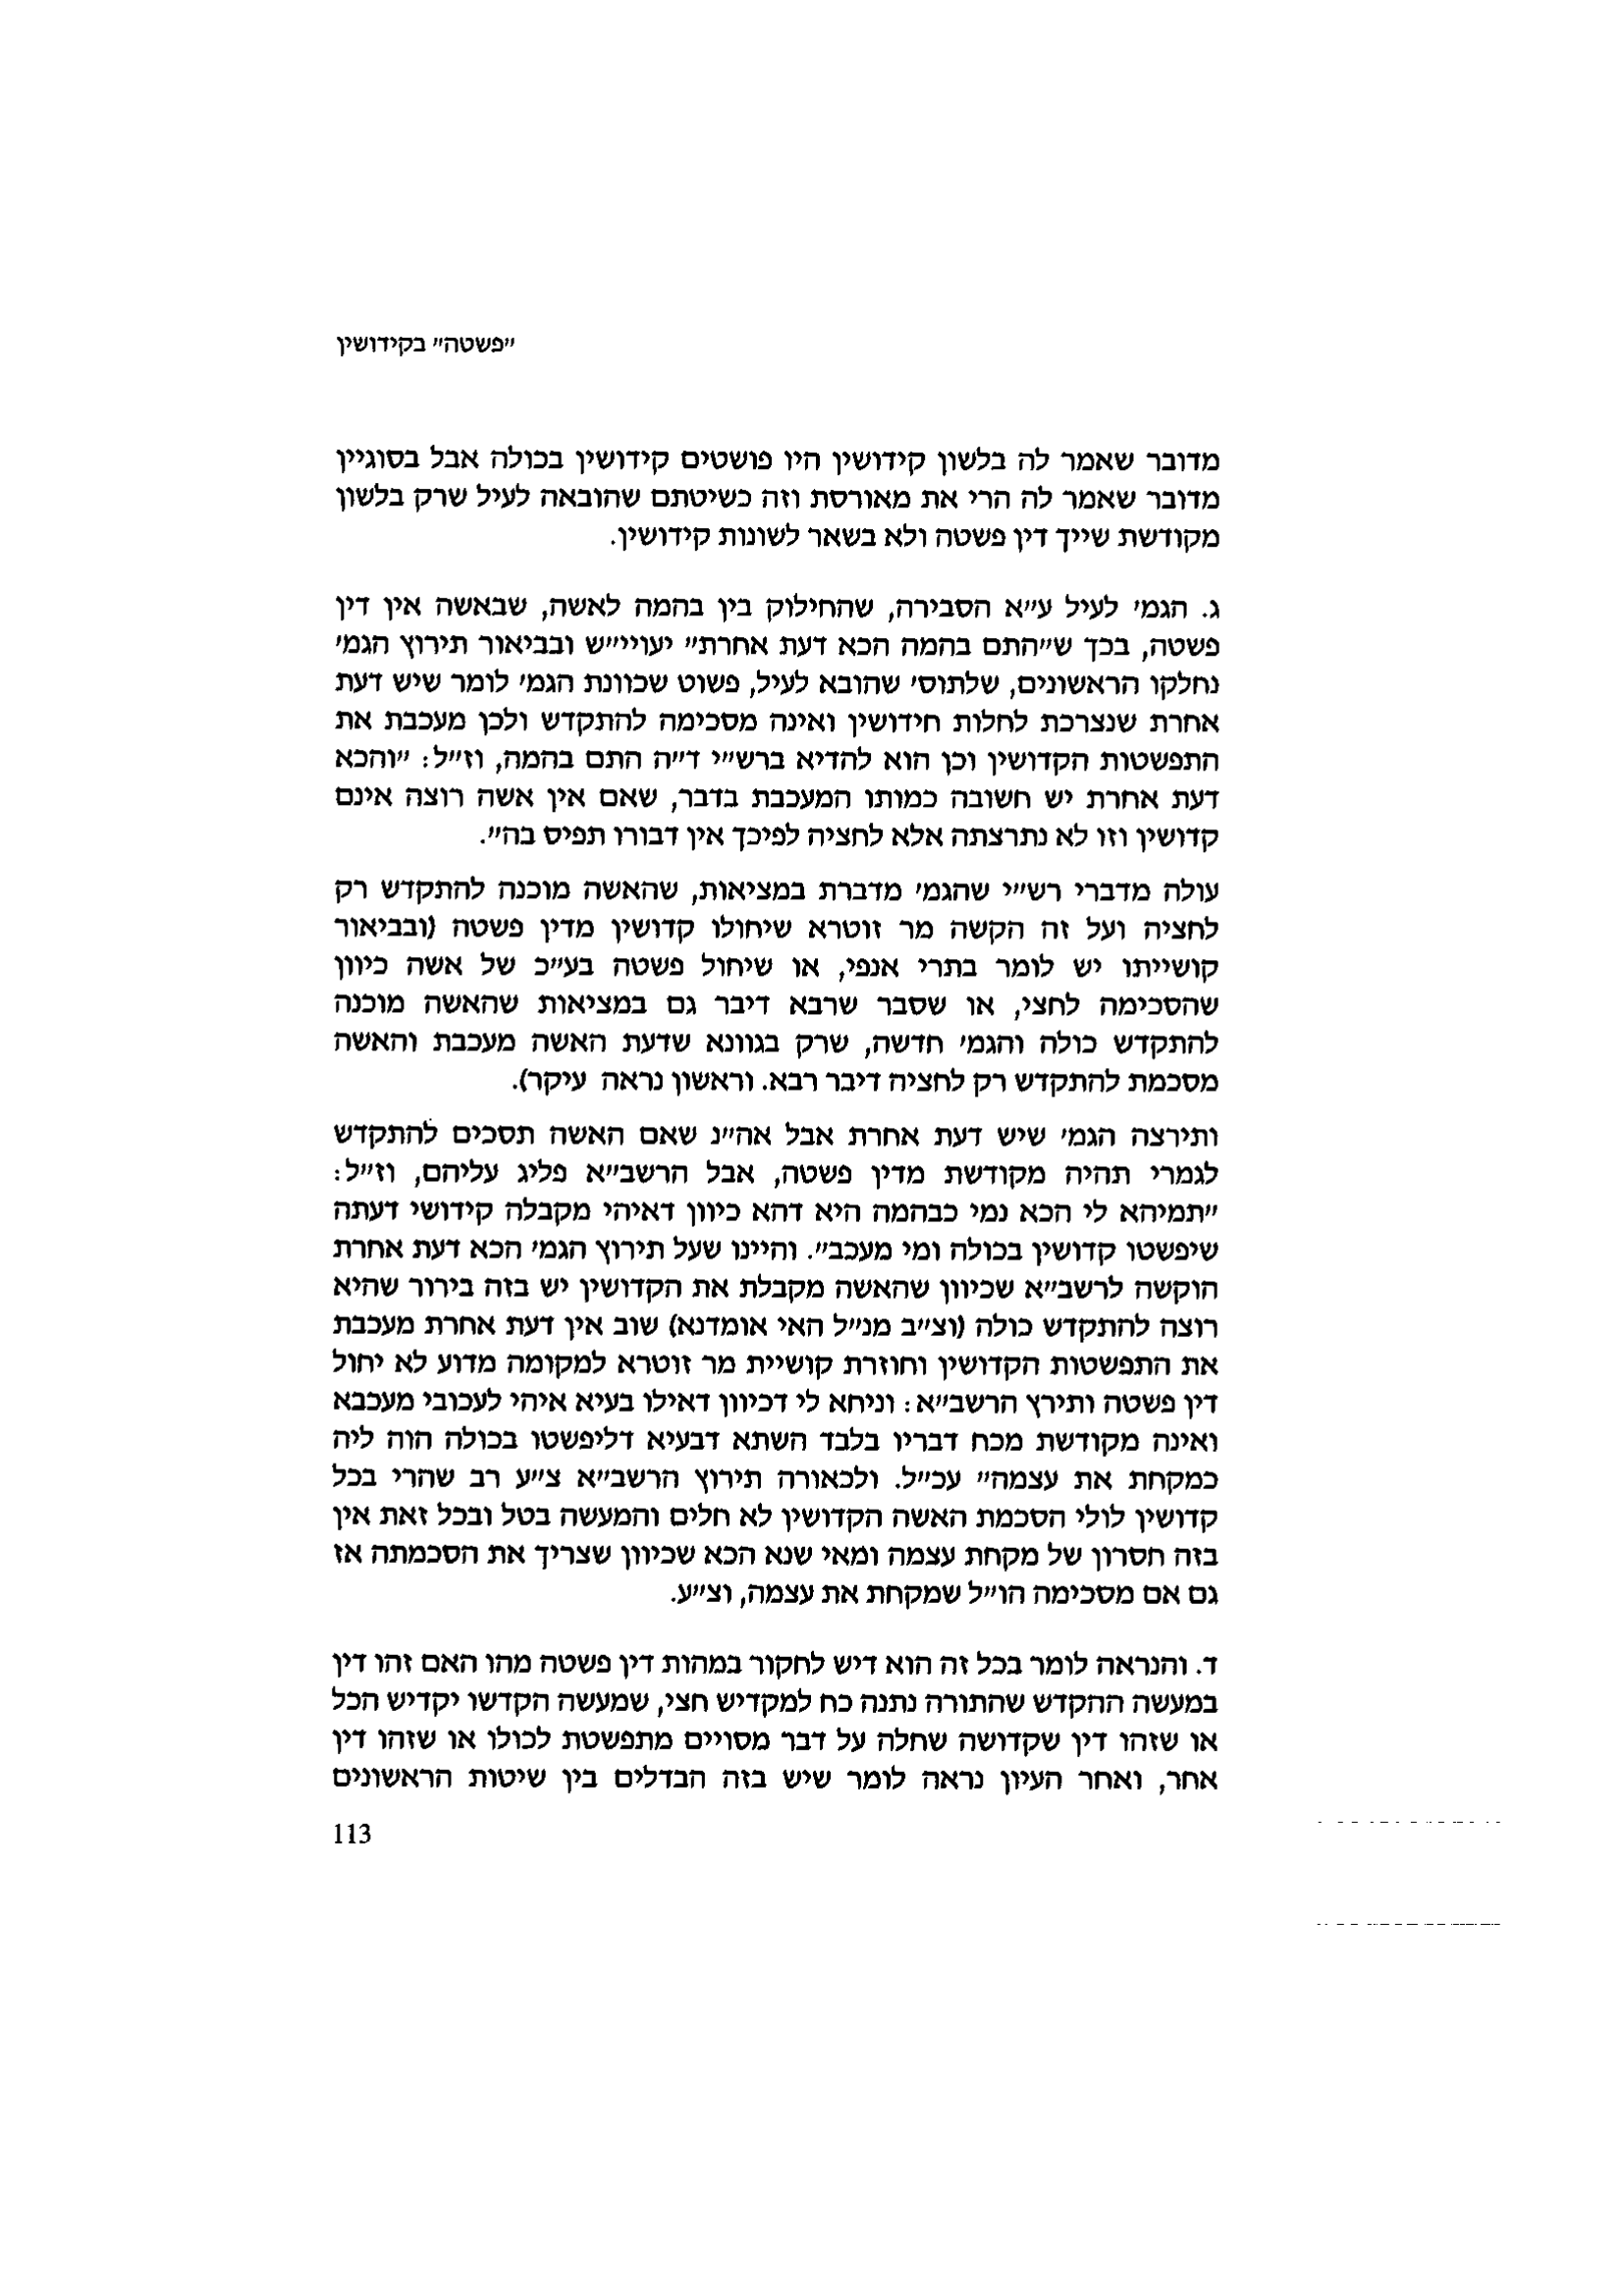 "פשטה" בקידושין
מדובר שאמר לה בלשון קידושין היו פושטים קידושין בכולה אבל בסוגיין
מדובר שאמר לה הרי את מאורסת וזה כשיטתם שהובאה לעיל שרק בלשון
מקודשת שייך דין פשטה ולא בשאר לשונות קידושין.
ג. הגמ' לעיל ע"א הסבירה, שהחילוק בין בהמה לאשה, שבאשה אין דין
פשטה, בכך ש"התם בהמה הכא דעת אחרת" יעויי"ש ובביאור תירוץ הגמ'
נחלקו הראשונים, שלתוס' שהובא לעיל, פשוט שכוונת הגמ' לומר שיש דעת
אחרת שנצרכת לחלות חידושין ואינה מסכימה להתקדש ולכן מעכבת את
התפשטות הקדושין וכן הוא להדיא ברש"י ד"ה התם בהמה, וז"ל: "והכא
דעת אחרת יש חשובה כמותו המעכבת בדבר, שאם אין אשה רוצה אינם
קדושין וזו לא נתרצתה אלא לחציה לפיכך אין דבורו תפיס בה".
עולה מדברי רש"י שהגמ' מדברת במציאות, שהאשה מוכנה להתקדש רק
לחציה ועל זה הקשה מר זוטרא שיחולו קדושין מדין פשטה (ובביאור
קושייתו יש לומר בתרי אנפי, או שיחול פשטה בע"כ של אשה כיוון
שהסכימה לחצי, או שסבר שרבא דיבר גם במציאות שהאשה מוכנה
להתקדש כולה והגמ' חדשה, שרק בגוונא שדעת האשה מעכבת והאשה
מסכמת להתקדש רק לחציה דיבר רבא. וראשון נראה עיקר).
ותירצה הגמ' שיש דעת אחרת אבל אה"נ שאם האשה תסכים להתקדש
לגמרי תהיה מקודשת מדין פשטה, אבל הרשב"א פליג עליהם, וז"ל:
"תמיהא לי הכא נמי כבהמה היא דהא כיוון דאיהי מקבלה קידושי דעתה
שיפשטו קדושין בכולה ומי מעכב". והיינו שעל תירוץ הגמ' הכא דעת אחרת
הוקשה לרשב"א שכיוון שהאשה מקבלת את הקדושין יש בזה בירור שהיא
רוצה להתקדש כולה (וצ"ב מנ"ל האי אומדנא) שוב אין דעת אחרת מעכבת
את התפשטות הקדושין וחוזרת קושיית מר זוטרא למקומה מדוע לא יחול
דין פשטה ותירץ הרשב"א: וניחא לי דכיוון דאילו בעיא איהי לעכובי מעכבא
ואינה מקודשת מכח דבריו בלבד השתא דבעיא דליפשטו בכולה הוה ליה
כמקחת את עצמה" עכ"ל. ולכאורה תירוץ הרשב"א צ"ע רב שהרי בכל
קדושין לולי הסכמת האשה הקדושין לא חלים והמעשה בטל ובכל זאת אין
בזה חסרון של מקחת עצמה ומאי שנא הכא שכיוון שצריך את הסכמתה אז
גם אם מסכימה הו"ל שמקחת את עצמה, וצ"ע.
ד. והנראה לומר בכל זה הוא דיש לחקור במהות דין פשטה מהו האם זהו דין
במעשה ההקדש שהתורה נתנה כח למקדיש חצי, שמעשה הקדשו יקדיש הכל
או שזהו דין שקדושה שחלה על דבר מסויים מתפשטת לכולו או שזהו דין
אחר, ואחר העיון נראה לומר שיש בזה הבדלים בין שיטות הראשונים
113